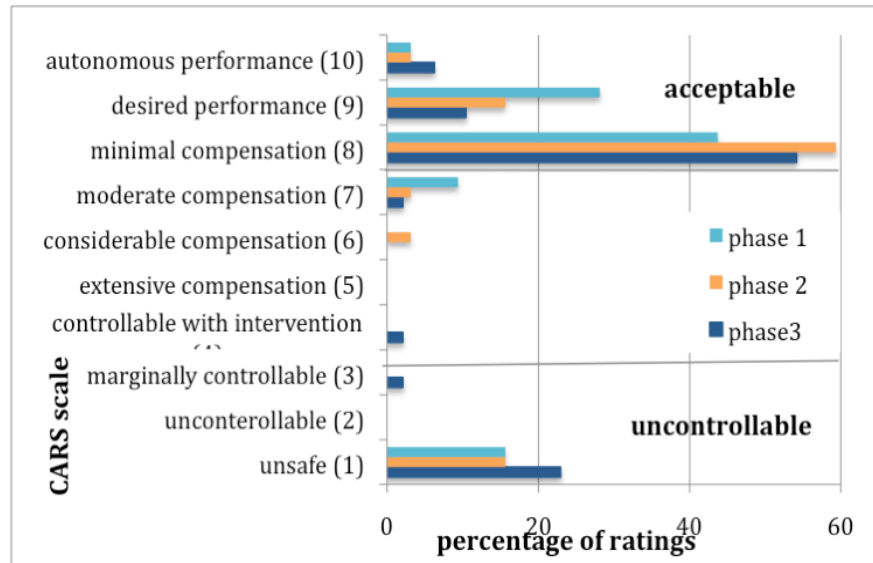 autonomous performance (10)
desired performance (9)
minimal compensation (8)
moderate compensation (7)
considerable compensation (6)
extensive compensation (5)
controllable with intervention
marginally controllable (3)
unconterollable (2)
unsafe (1)
CARS scale
acceptable
phase 1
phase 2
phase3
uncontrollable
0 20 40 60
percentage of ratings